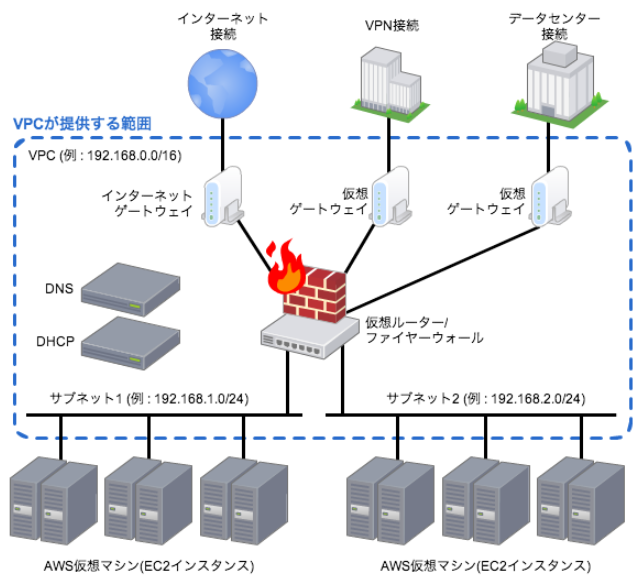 インターネット
接続
VPN接続
データセンター
接続
VPCが提供する範囲
VPC (例 : 192.168.0.0/16)
インターネット
ゲートウェイ
仮想
ゲートウェイ
仮想
ゲートウェイ
DNS
DHCP
仮想ルーター/
ファイヤーウォール
サブネット1 (例 : 192.168.1.0/24)
サブネット2 (例 : 192.168.2.0/24)
AWS仮想マシン(EC2インスタンス)
AWS仮想マシン(EC2インスタンス)